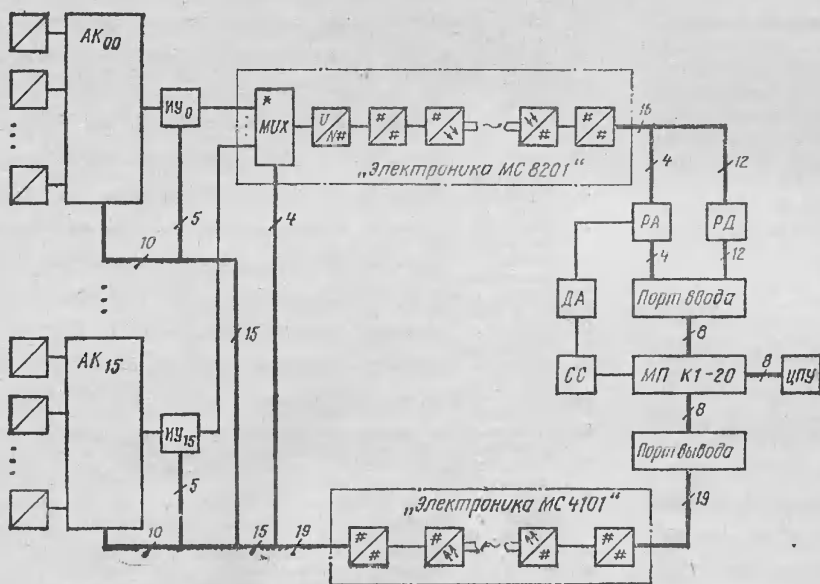 АК00
ИУ0
*
MUX
U
N#
#
#
#
#
#
#
16
„Электроника МС 8201“
4
12
5
4
10
РА
РД
4
12
15
ДА
Порт ввода
8
АК15
СС
МП К1-20
8
ЦПУ
8
ИУ15
Порт вывода
5
„Электроника МС 4101“
19
10
15
19
#
#
#
#
#
#